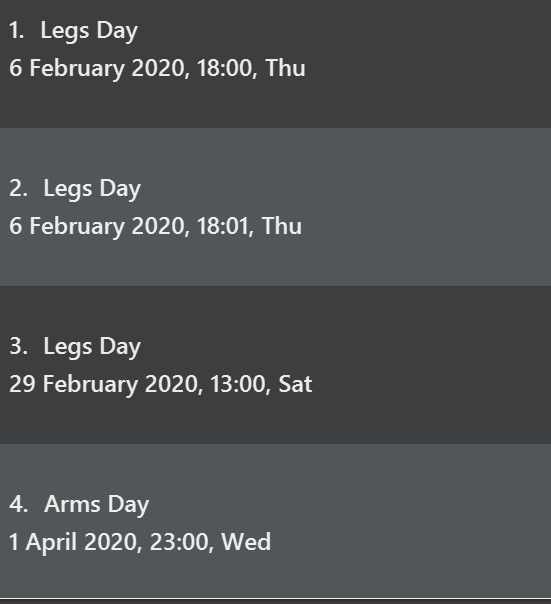 1. Legs Day
6 February 2020, 18:00, Thu
2. Legs Day
6 February 2020, 18:01, Thu
3. Legs Day
29 February 2020, 13:00, Sat
4. Arms Day
1 April 2020, 23:00, Wed